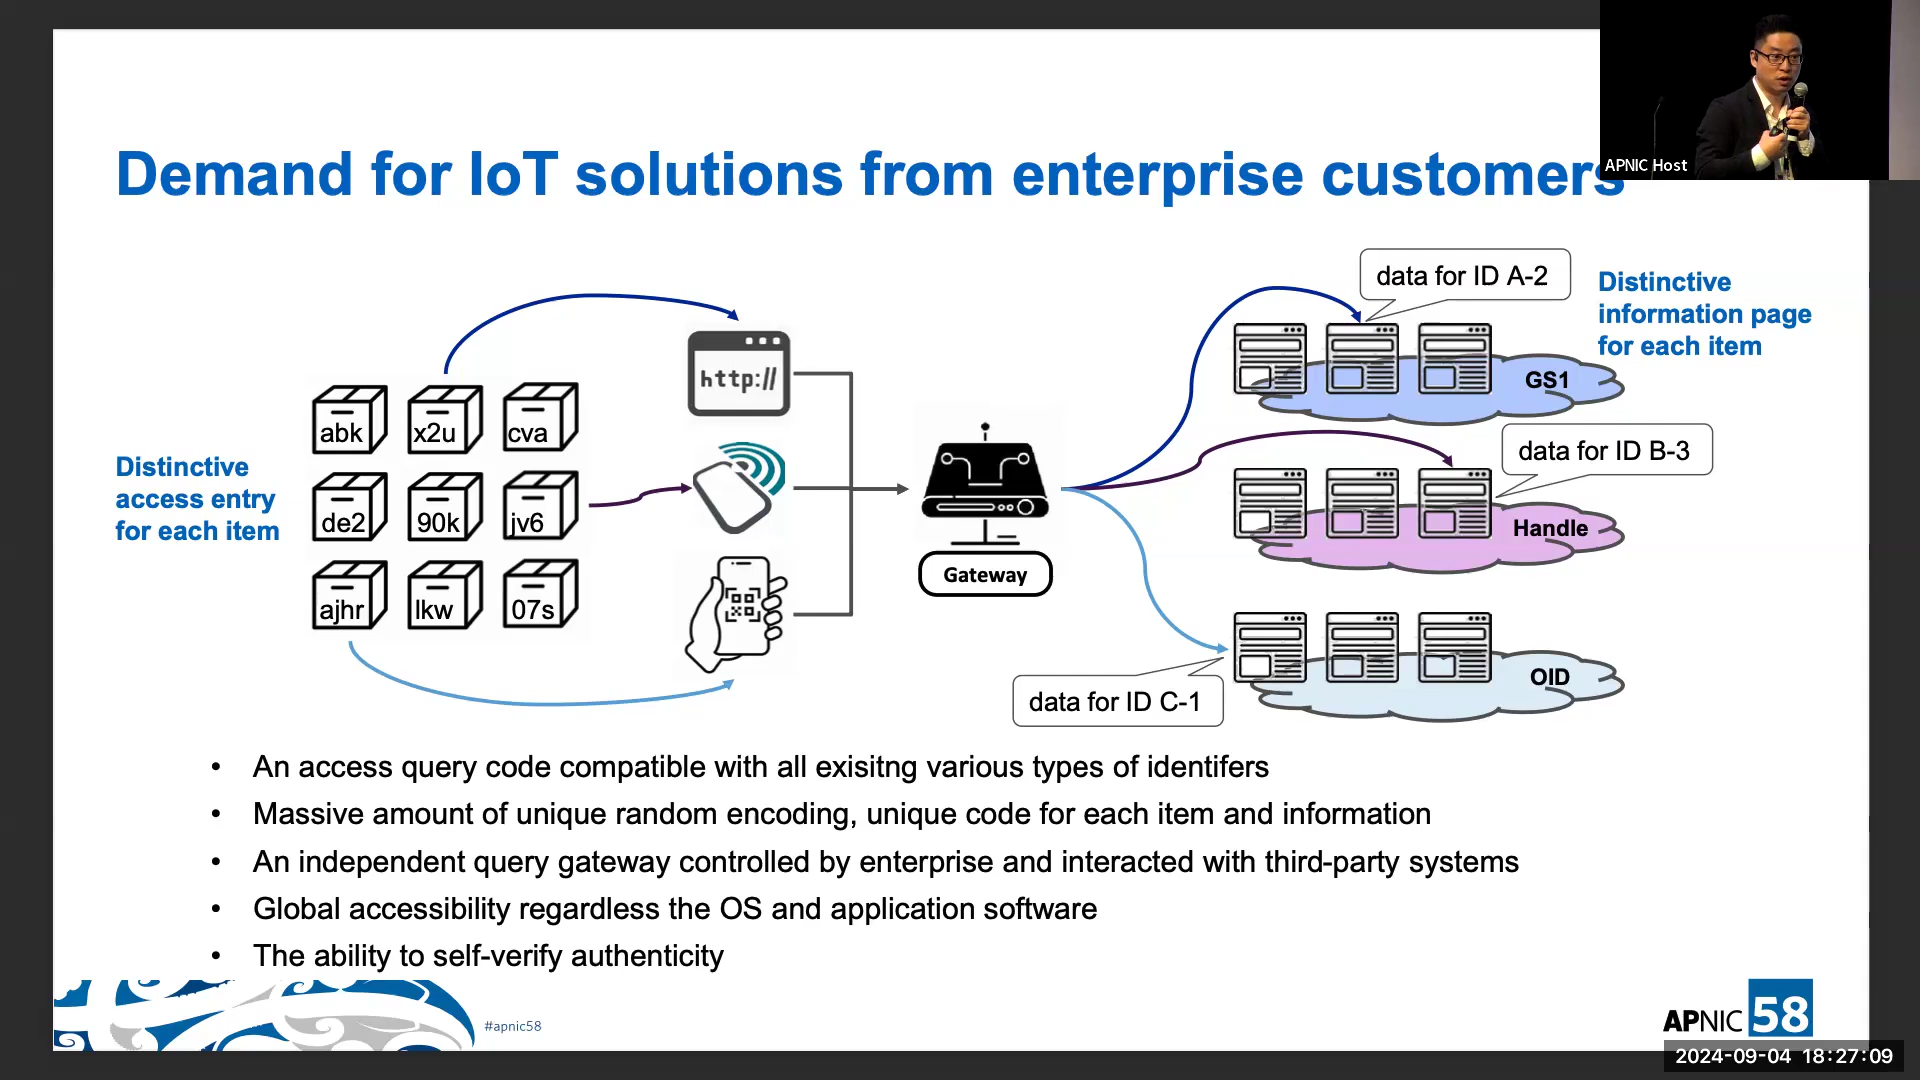 APNIC Host
Demand for IoT solutions from enterprise customers
data for ID A-2
Distinctive
information page
for each item
http://
GS1
abk
x2u
cva
data for ID B-3
Distinctive
access entry
for each item
de2
90k
jv6
Handle
Gateway
ajhr
lkw
07s
OID
data for ID C-1
• An access query code compatible with all exisitng various types of identifers
• Massive amount of unique random encoding, unique code for each item and information
• An independent query gateway controlled by enterprise and interacted with third-party systems
• Global accessibility regardless the OS and application software
• The ability to self-verify authenticity
#apnic58
APNIC 58
2024-09-04 18:27:09